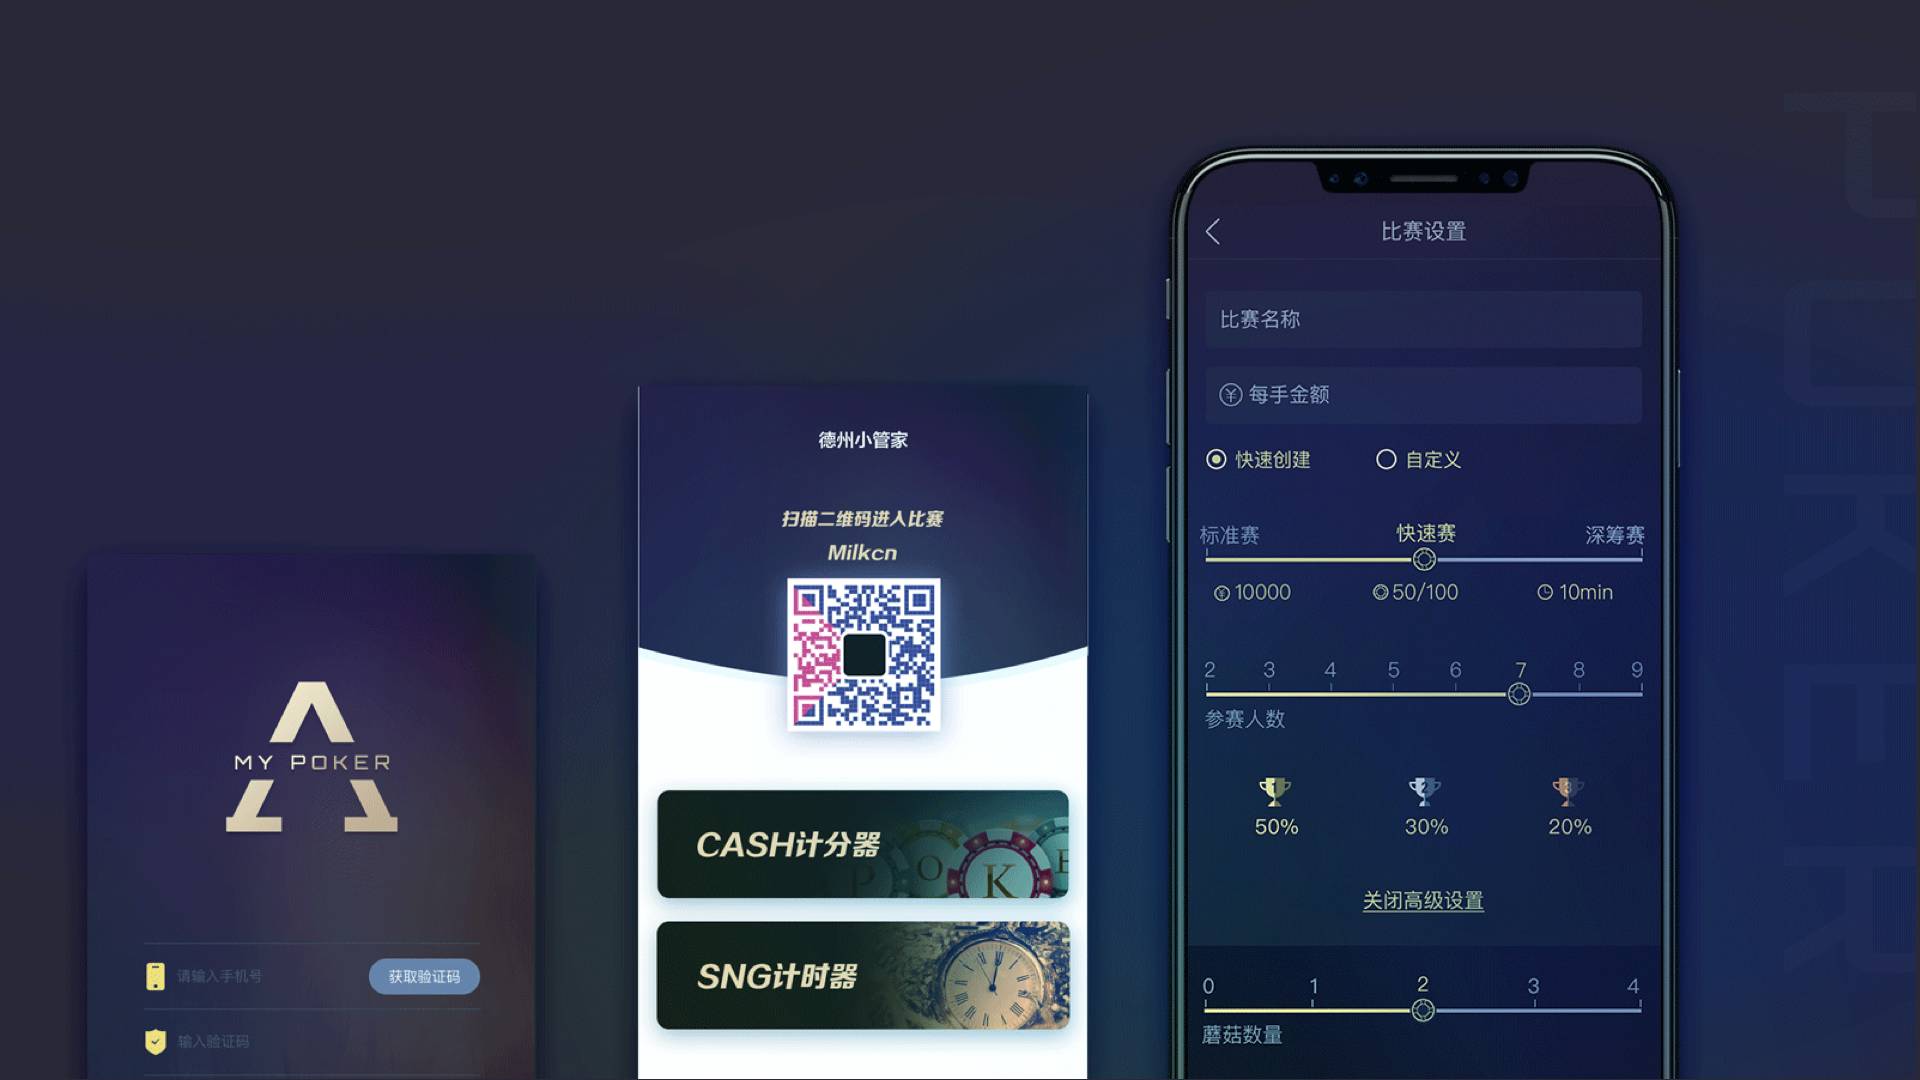 MY POKER
请输入手机号
获取验证码
输入验证码
德州小管家
扫描二维码进入比赛
Milkcn
CASH计分器
P O K E
SNG计时器
比赛设置
比赛名称
每手金额
快速创建 自定义
标准赛 快速赛 深筹赛
10000 50/100 10min
2 3 4 5 6 7 8 9
参赛人数
1 2 3
50% 30% 20%
关闭高级设置
0 1 2 3 4
蘑菇数量
POKER